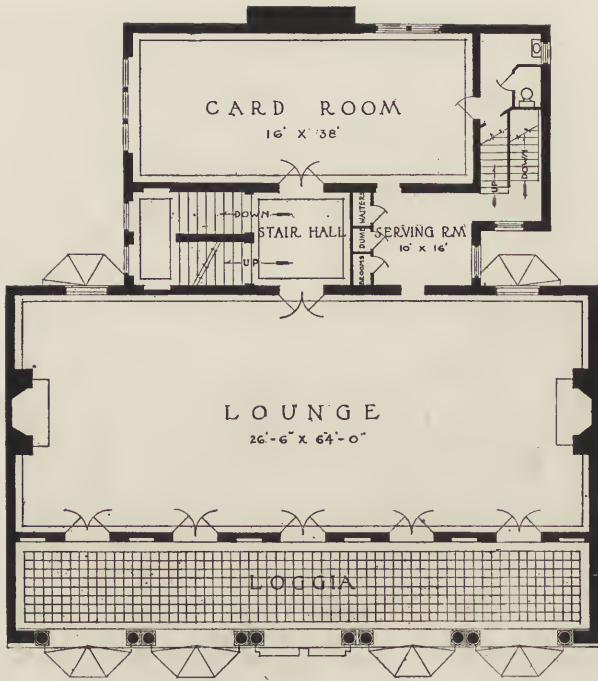 CARD ROOM
16' X 38'
DOWN
UP
STAIR HALL
DUMB WAITERS
BROOMS
SERVING RM
10' X 16'
UP
DOWN
LOUNGE
26'-6" X 64'-0"
LOGGIA